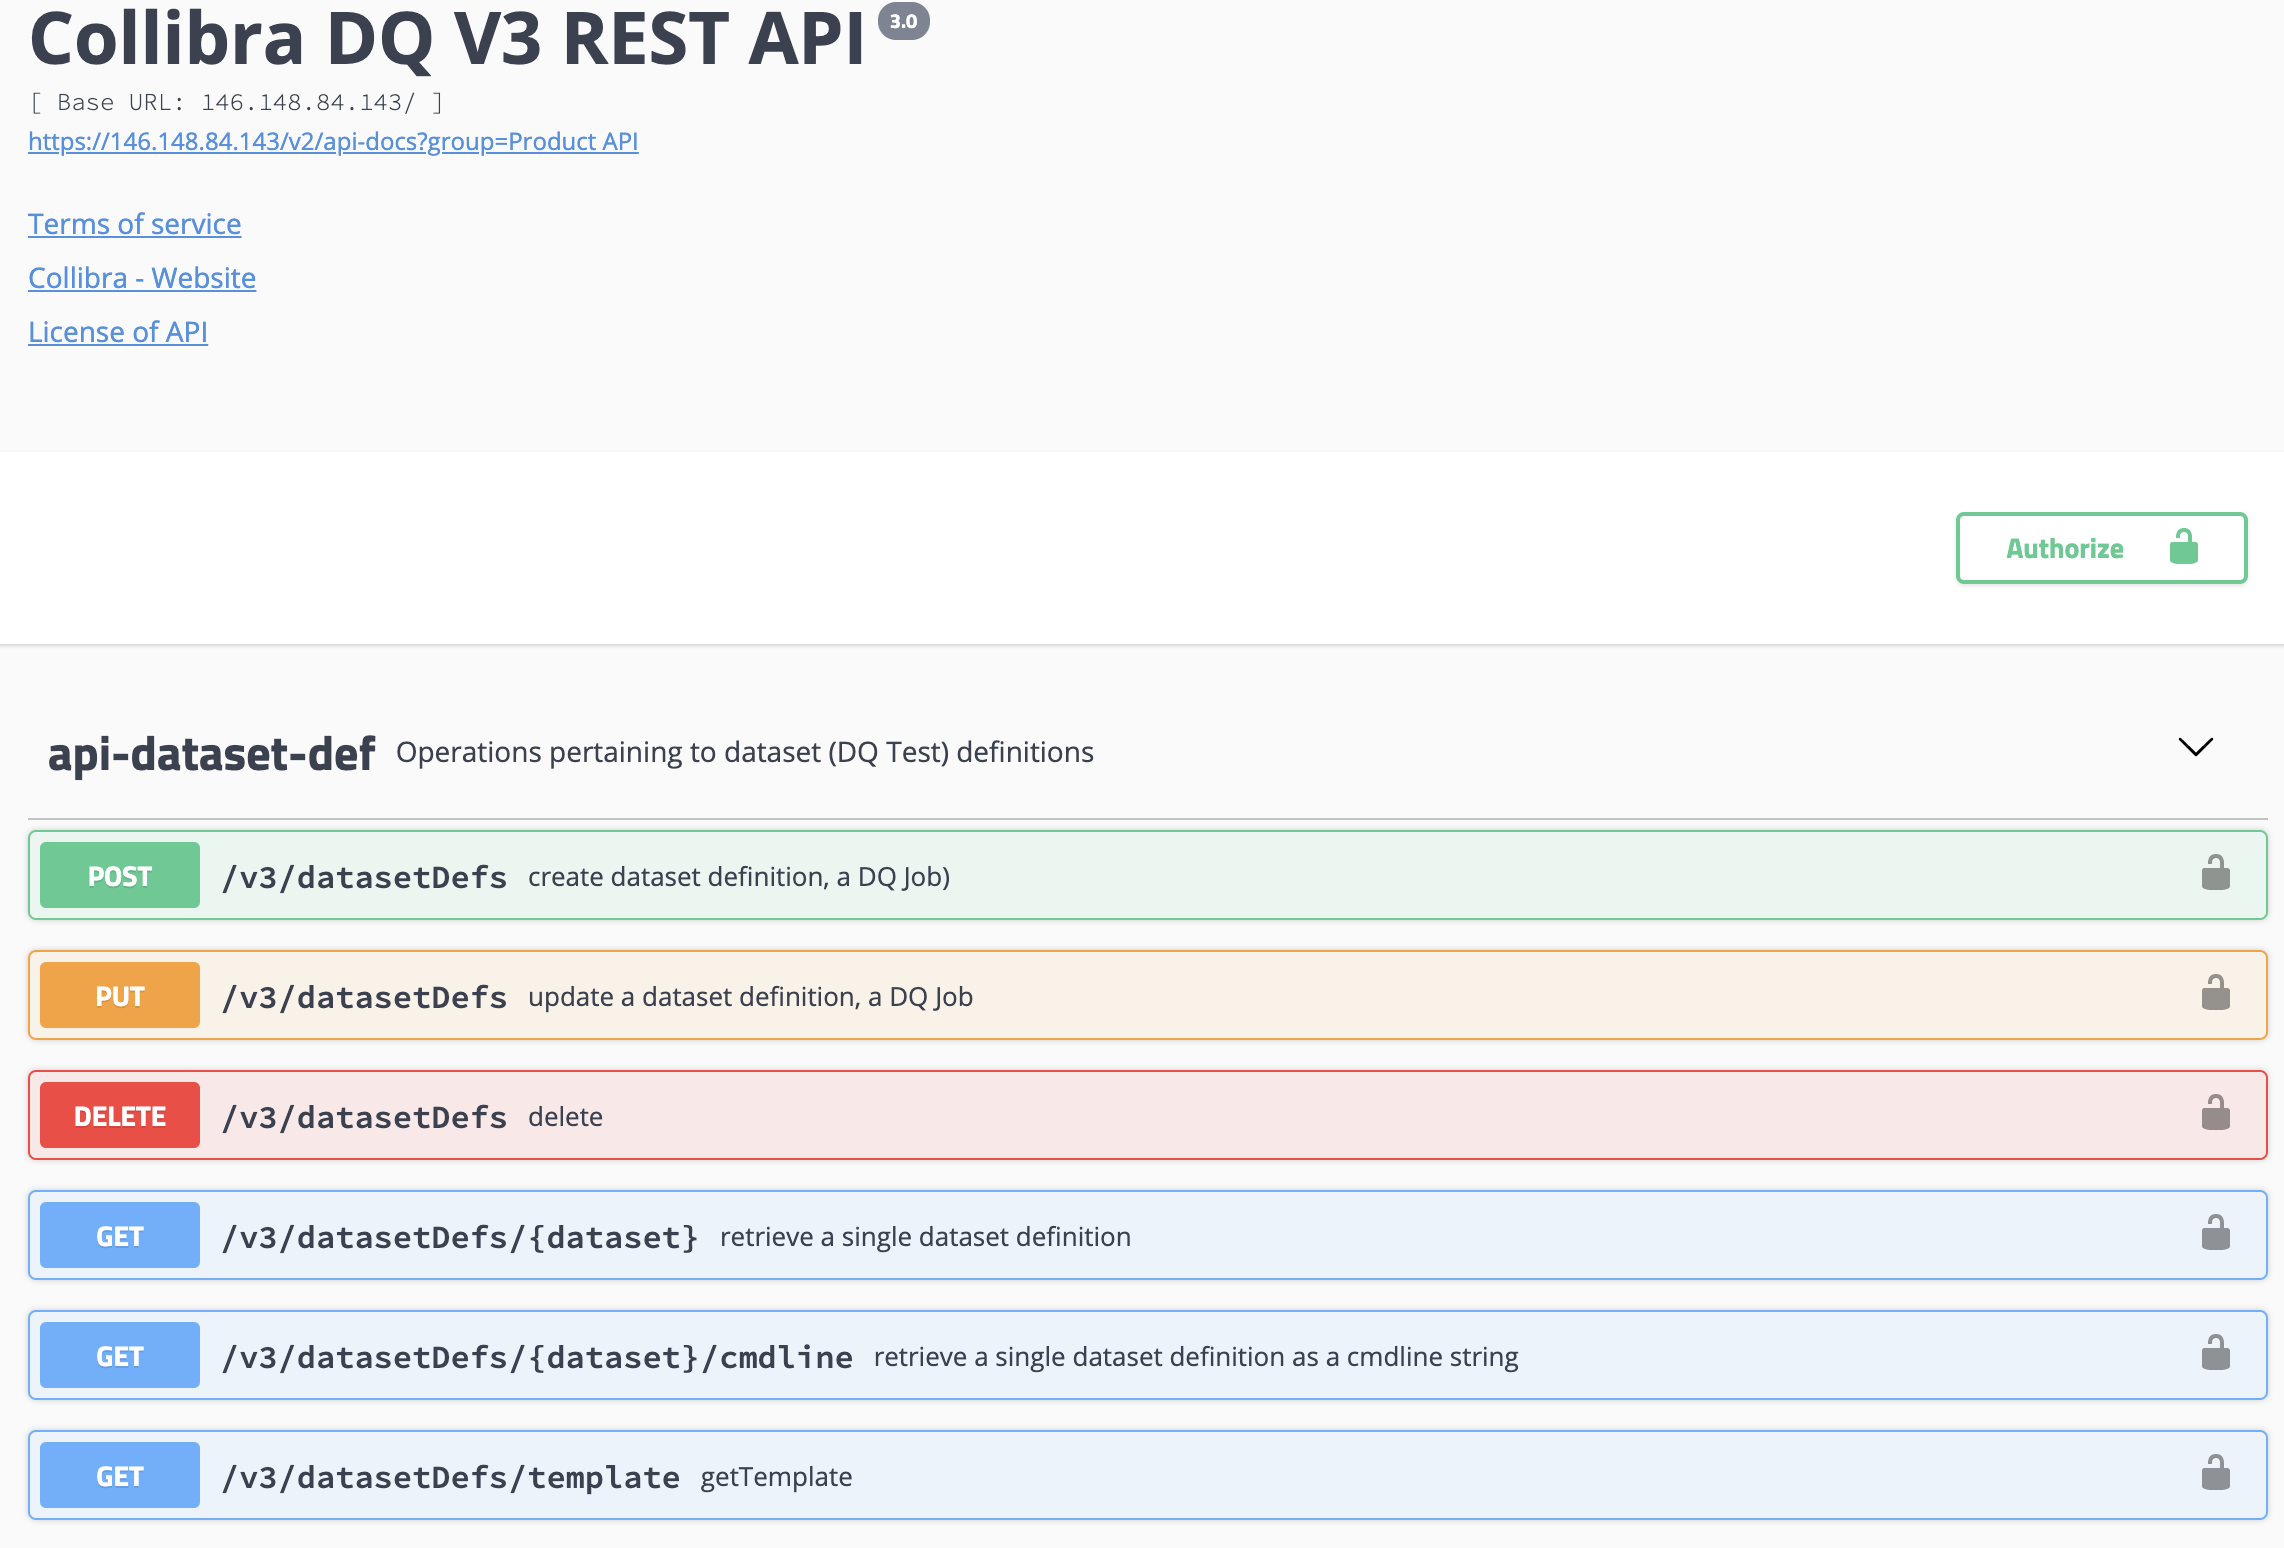 Collibra DQ V3 REST API 3.0
[ Base URL: 146.148.84.143/ ]
https://146.148.84.143/v2/api-docs?group=Product API
Terms of service
Collibra - Website
License of API
Authorize
api-dataset-def Operations pertaining to dataset (DQ Test) definitions
POST /v3/datasetDefs create dataset definition, a DQ Job)
PUT /v3/datasetDefs update a dataset definition, a DQ Job
DELETE /v3/datasetDefs delete
GET /v3/datasetDefs/{dataset} retrieve a single dataset definition
GET /v3/datasetDefs/{dataset}/cmdline retrieve a single dataset definition as a cmdline string
GET /v3/datasetDefs/template getTemplate